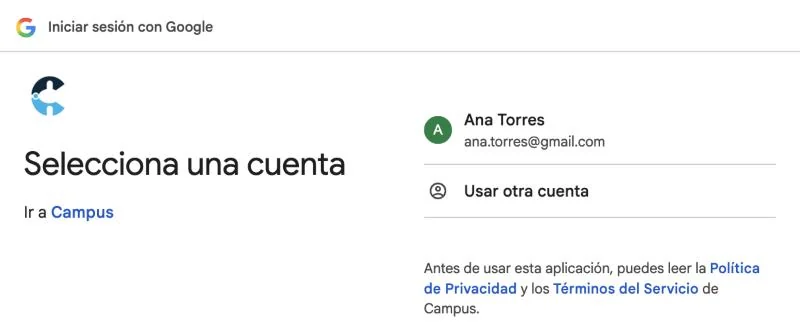 Iniciar sesión con Google
Selecciona una cuenta
Ir a Campus
A
Ana Torres
ana.torres@gmail.com
Usar otra cuenta
Antes de usar esta aplicación, puedes leer la Política
de Privacidad y los Términos del Servicio de
Campus.